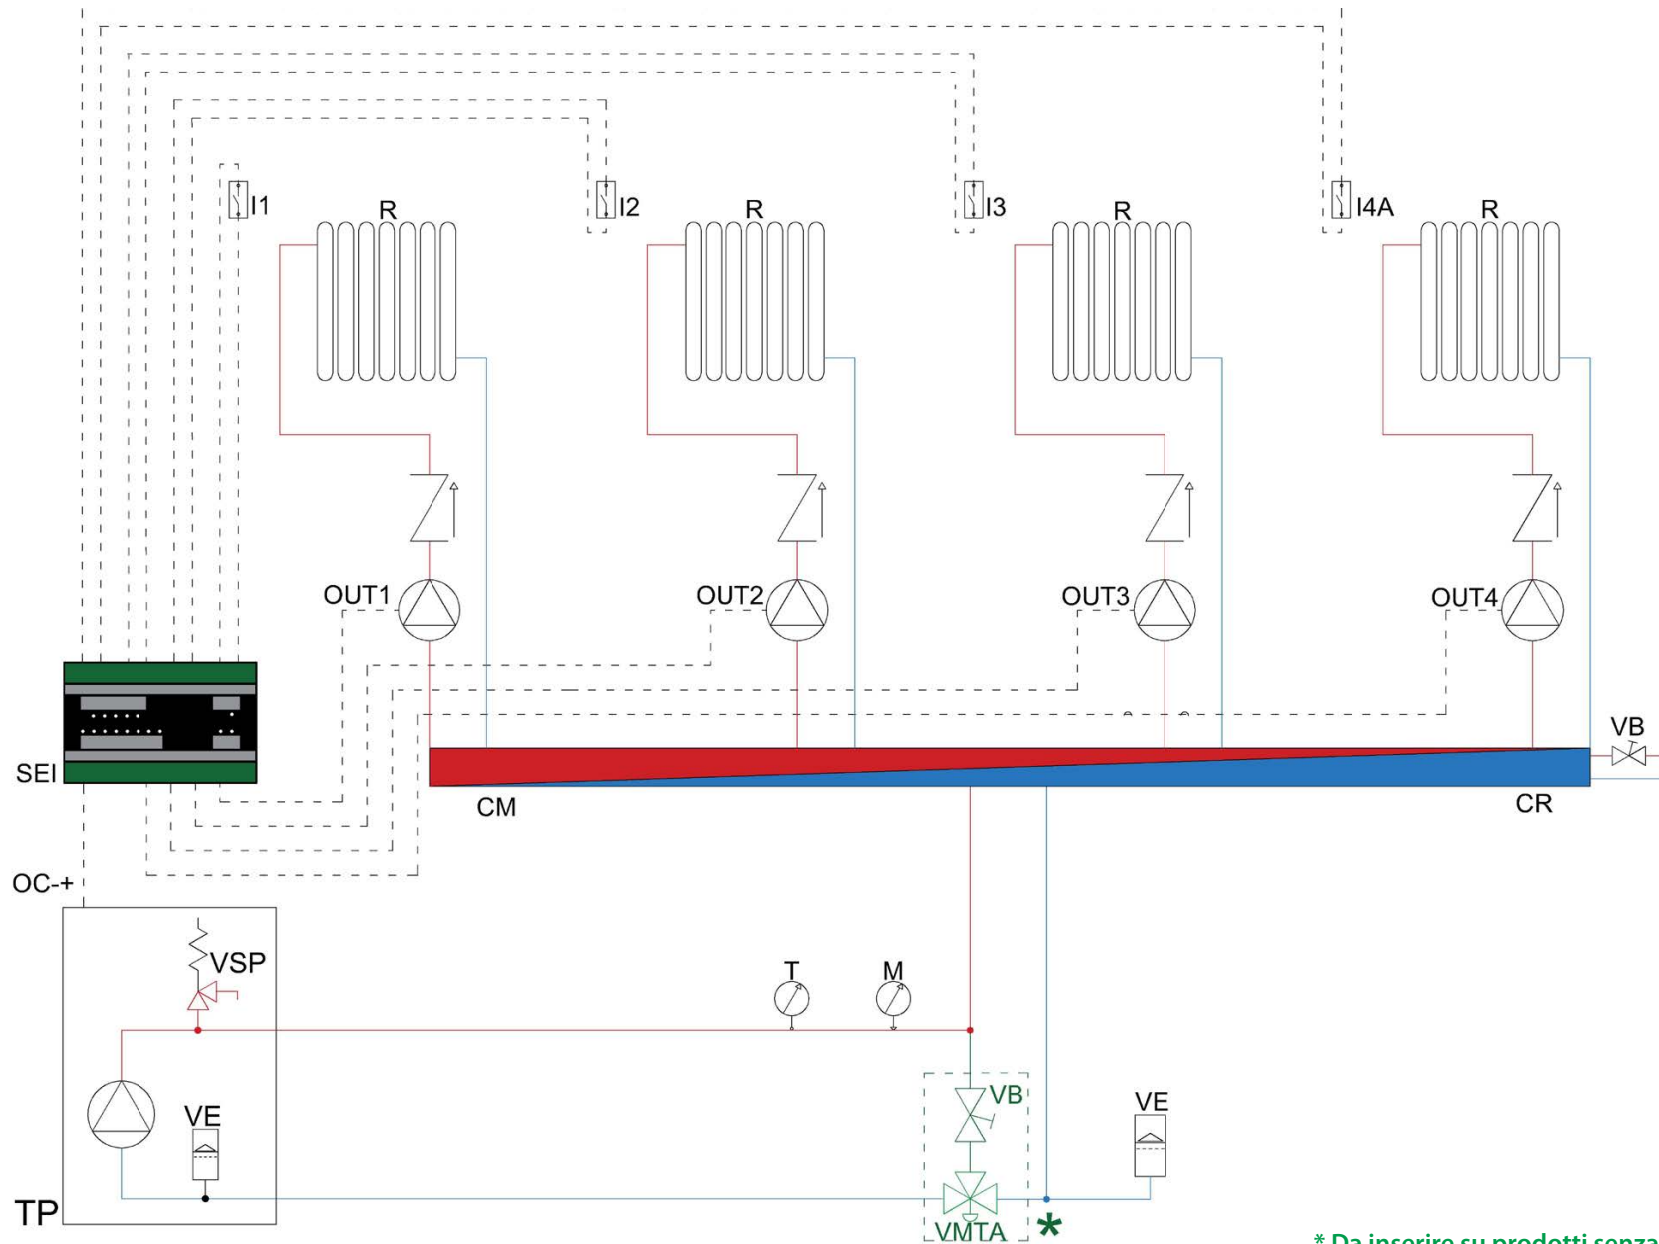 I1
R
I2
R
I3
R
I4A
R
OUT1
OUT2
OUT3
OUT4
VB
SEI
CM
CR
OC-+
VSP
T
M
VE
VB
VE
TP
VMTA
*
* Da inserire su prodotti senza